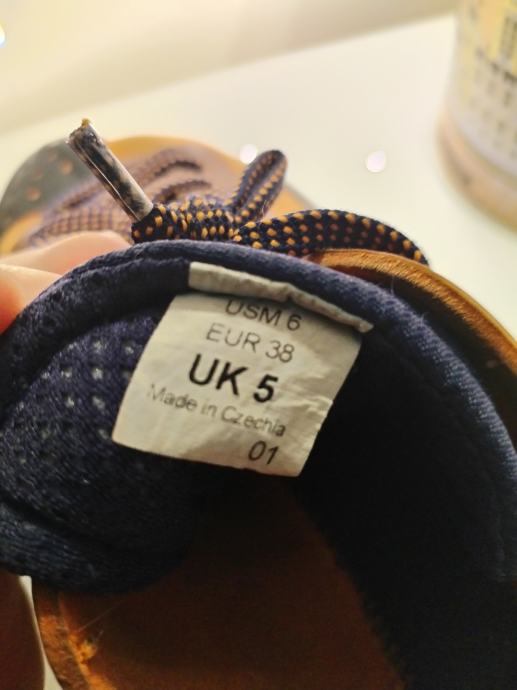 USM 6
EUR 38
UK 5
Made in Czechia
01